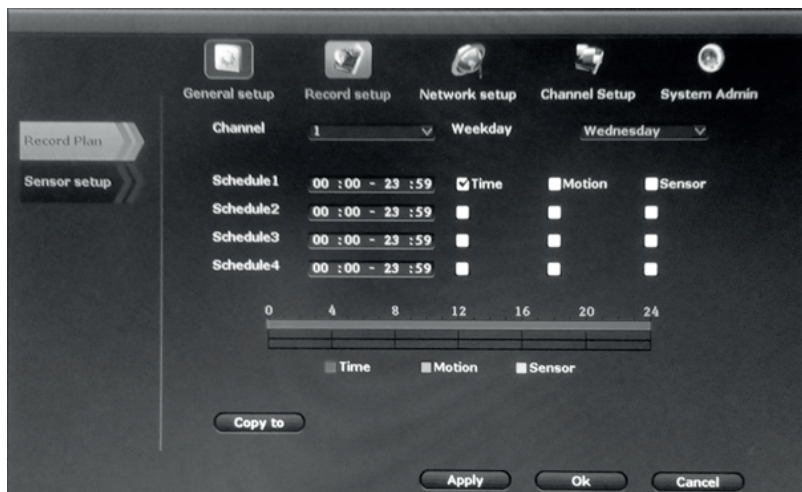 General setup Record setup Network setup Channel Setup System Admin
Record Plan
Sensor setup
Channel 1 Weekday Wednesday
Schedule1 00 :00 - 23 :59 Time Motion Sensor
Schedule2 00 :00 - 23 :59
Schedule3 00 :00 - 23 :59
Schedule4 00 :00 - 23 :59
0 4 8 12 16 20 24
Time Motion Sensor
Copy to
Apply Ok Cancel